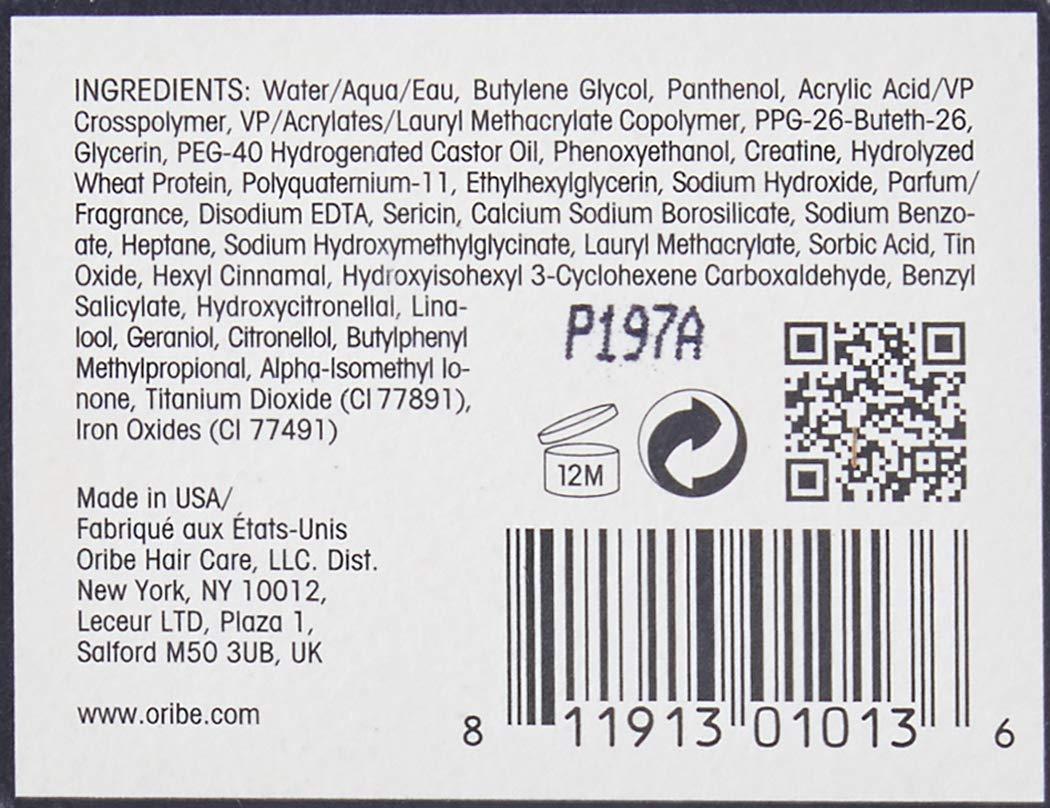 INGREDIENTS: Water/Aqua/Eau, Butylene Glycol, Panthenol, Acrylic Acid/VP
Crosspolymer, VP/Acrylates/Lauryl Methacrylate Copolymer, PPG-26-Buteth-26,
Glycerin, PEG-40 Hydrogenated Castor Oil, Phenoxyethanol, Creatine, Hydrolyzed
Wheat Protein, Polyquaternium-11, Ethylhexylglycerin, Sodium Hydroxide, Parfum/
Fragrance, Disodium EDTA, Sericin, Calcium Sodium Borosilicate, Sodium Benzo-
ate, Heptane, Sodium Hydroxymethylglycinate, Lauryl Methacrylate, Sorbic Acid, Tin
Oxide, Hexyl Cinnamal, Hydroxyisohexyl 3-Cyclohexene Carboxaldehyde, Benzyl
Salicylate, Hydroxycitronellal, Lina-
lool, Geraniol, Citronellol, Butylphenyl
Methylpropional, Alpha-Isomethyl Io-
none, Titanium Dioxide (CI 77891),
Iron Oxides (CI 77491)
P197A
12M
Made in USA/
Fabriqué aux États-Unis
Oribe Hair Care, LLC. Dist.
New York, NY 10012,
Leceur LTD, Plaza 1,
Salford M50 3UB, UK
www.oribe.com
8 11913 01013 6